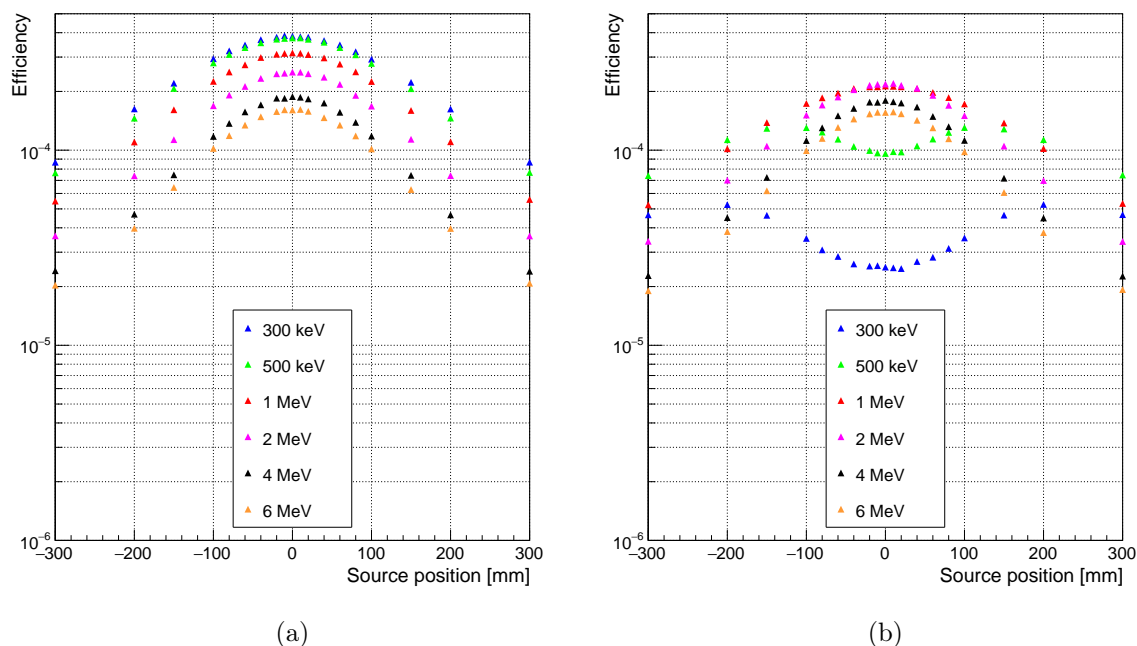 Efficiency
10−4
10−5
10−6
−300 −200 −100 0 100 200 300
Source position [mm]
300 keV
500 keV
1 MeV
2 MeV
4 MeV
6 MeV
(a)
Efficiency
10−4
10−5
10−6
−300 −200 −100 0 100 200 300
Source position [mm]
300 keV
500 keV
1 MeV
2 MeV
4 MeV
6 MeV
(b)